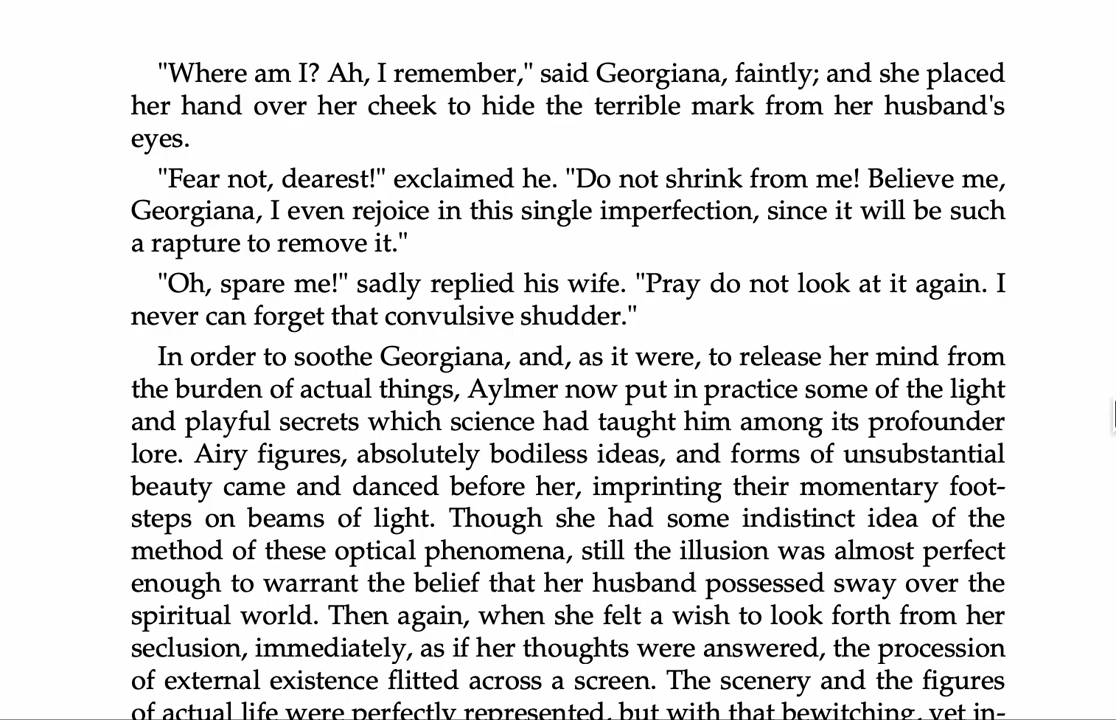 "Where am I? Ah, I remember," said Georgiana, faintly; and she placed
her hand over her cheek to hide the terrible mark from her husband's
eyes.
"Fear not, dearest!" exclaimed he. "Do not shrink from me! Believe me,
Georgiana, I even rejoice in this single imperfection, since it will be such
a rapture to remove it."
"Oh, spare me!" sadly replied his wife. "Pray do not look at it again. I
never can forget that convulsive shudder."
In order to soothe Georgiana, and, as it were, to release her mind from
the burden of actual things, Aylmer now put in practice some of the light
and playful secrets which science had taught him among its profounder
lore. Airy figures, absolutely bodiless ideas, and forms of unsubstantial
beauty came and danced before her, imprinting their momentary foot-
steps on beams of light. Though she had some indistinct idea of the
method of these optical phenomena, still the illusion was almost perfect
enough to warrant the belief that her husband possessed sway over the
spiritual world. Then again, when she felt a wish to look forth from her
seclusion, immediately, as if her thoughts were answered, the procession
of external existence flitted across a screen. The scenery and the figures
of actual life were perfectly represented, but with that bewitching, yet in-